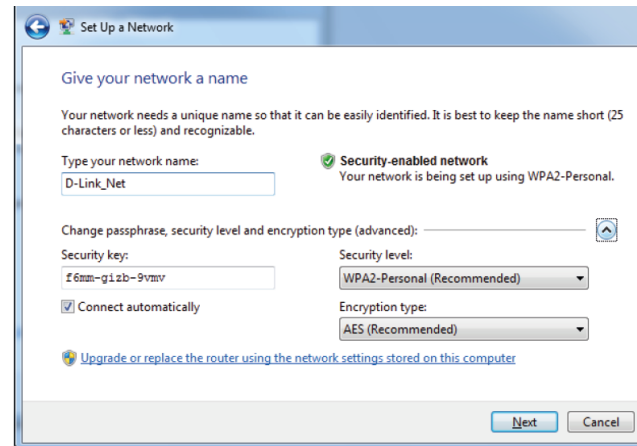 Set Up a Network
Give your network a name
Your network needs a unique name so that it can be easily identified. It is best to keep the name short (25
characters or less) and recognizable.
Type your network name:
D-Link_Net
Security-enabled network
Your network is being set up using WPA2-Personal.
Change passphrase, security level and encryption type (advanced):
Security key:
f6mm-gizb-9vmv
Security level:
WPA2-Personal (Recommended)
Connect automatically
Encryption type:
AES (Recommended)
Upgrade or replace the router using the network settings stored on this computer
Next
Cancel